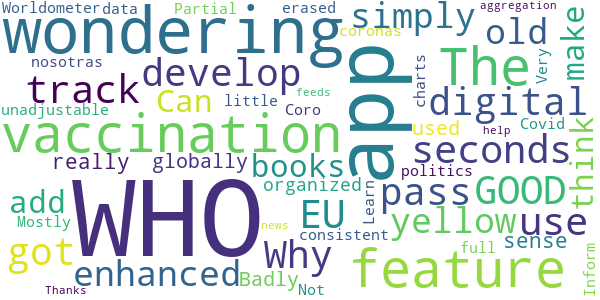 Worldometer data Partial erased aggregation
wondering simply old make
coronas
nosotras develop app The Very
track Can little Coro feeds charts digital
unadjustable
vaccination used Covid
help
really globally books seconds think
politics
add WHO organized Learn pass GOOD
EU yellow use
Mostly news
got Why consistent sense full
enhanced Badly feature Inform
Thanks Not